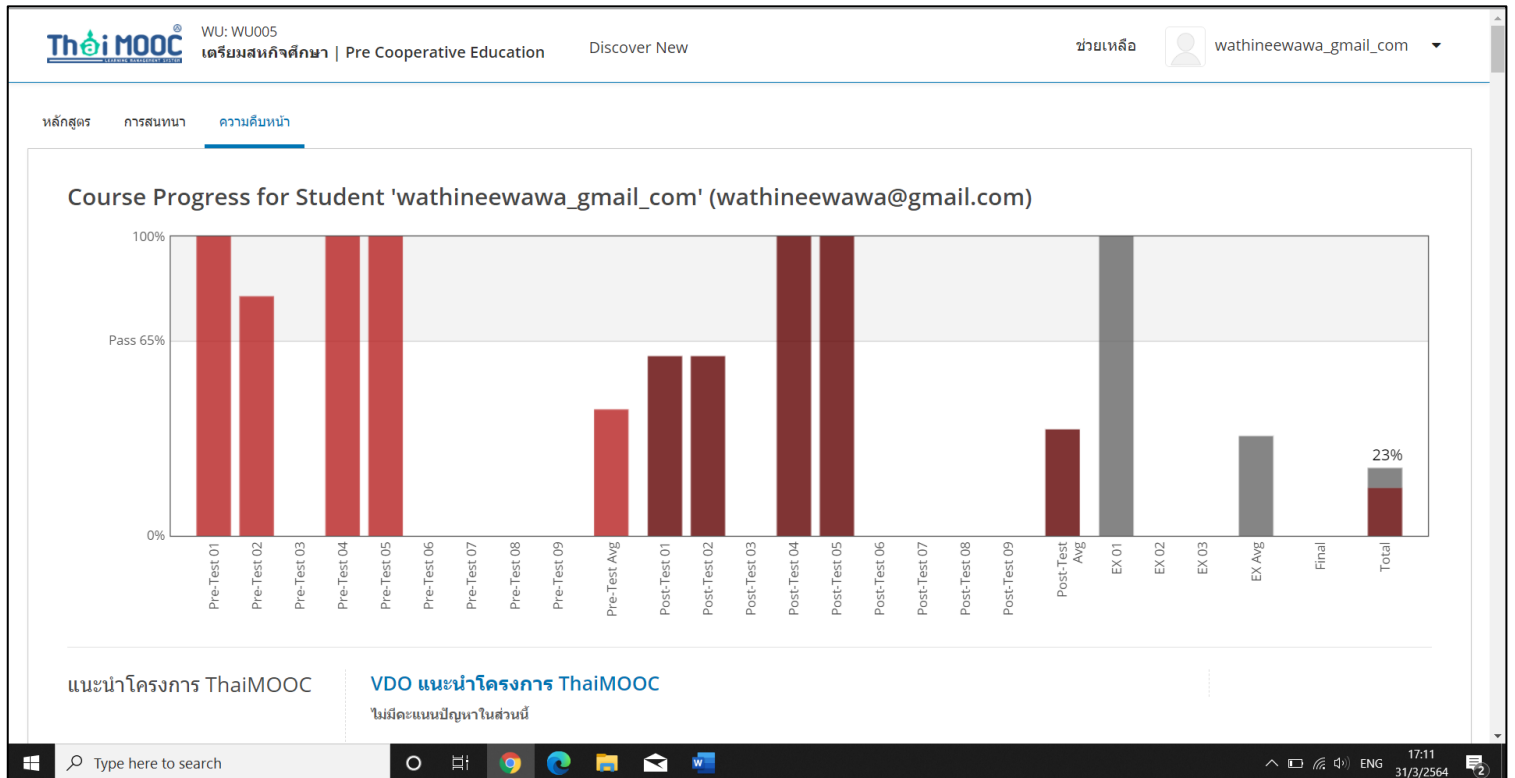 Thai MOOC
®
LEARNING MANAGEMENT SYSTEM
WU: WU005
เตรียมสหกิจศึกษา | Pre Cooperative Education
Discover New
ช่วยเหลือ
wathineewawa_gmail_com
หลักสูตร การสนทนา ความคืบหน้า
Course Progress for Student 'wathineewawa_gmail_com' (wathineewawa@gmail.com)
100%
Pass 65%
0%
23%
Pre-Test 01
Pre-Test 02
Pre-Test 03
Pre-Test 04
Pre-Test 05
Pre-Test 06
Pre-Test 07
Pre-Test 08
Pre-Test 09
Pre-Test Avg
Post-Test 01
Post-Test 02
Post-Test 03
Post-Test 04
Post-Test 05
Post-Test 06
Post-Test 07
Post-Test 08
Post-Test 09
Post-Test
Avg
EX 01
EX 02
EX 03
EX Avg
Final
Total
แนะนำโครงการ ThaiMOOC
VDO แนะนำโครงการ ThaiMOOC
ไม่มีคะแนนปัญหาในส่วนนี้
Type here to search
ENG
17:11
31/3/2564
2